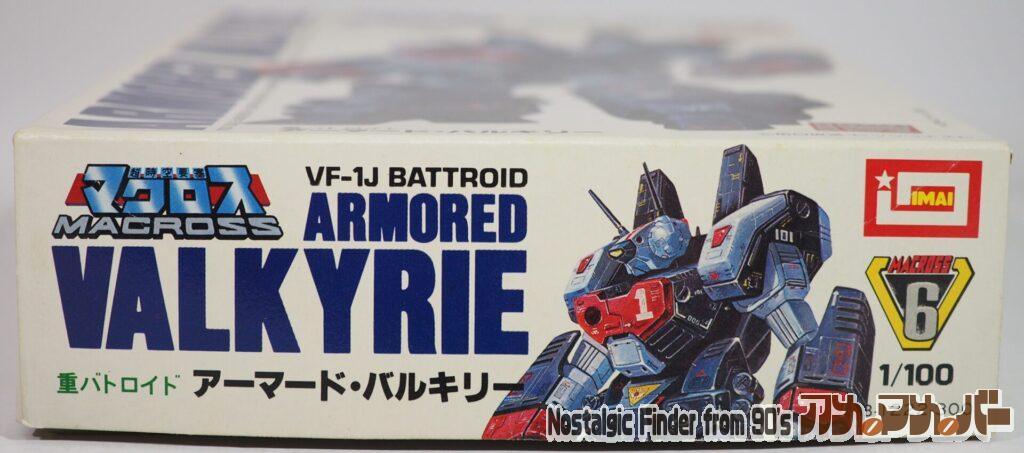 超時空要塞
マクロス
MACROSS
VF-1J BATTROID
ARMORED
VALKYRIE
重バトロイド アーマード・バルキリー
101
1
IMAI
MACROSS
6
1/100
Nostalgic Finder from 90's